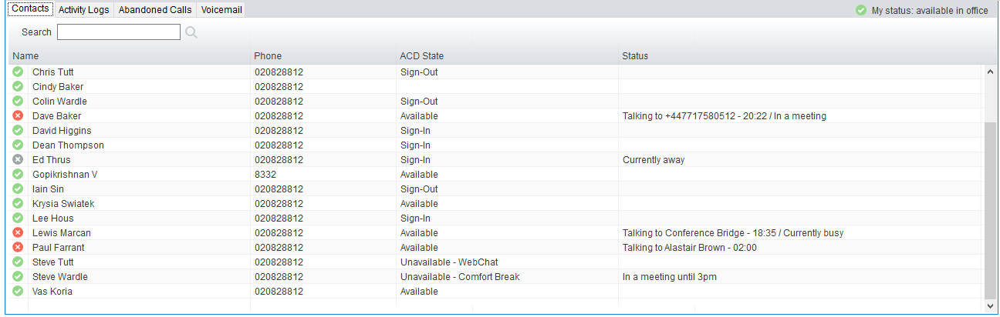 Contacts Activity Logs Abandoned Calls Voicemail My status: available in office
Search
Name Phone ACD State Status
Chris Tutt 020828812 Sign-Out
Cindy Baker 020828812
Colin Wardle 020828812 Sign-Out
Dave Baker 020828812 Available Talking to +447717580512 - 20:22 / In a meeting
David Higgins 020828812 Sign-In
Dean Thompson 020828812 Sign-In
Ed Thrus 020828812 Sign-In Currently away
Gopikrishnan V 8332 Available
Iain Sin 020828812 Sign-Out
Krysia Swiatek 020828812 Available
Lee Hous 020828812 Sign-In
Lewis Marcan 020828812 Available Talking to Conference Bridge - 18:35 / Currently busy
Paul Farrant 020828812 Available Talking to Alastair Brown - 02:00
Steve Tutt 020828812 Unavailable - WebChat
Steve Wardle 020828812 Unavailable - Comfort Break In a meeting until 3pm
Vas Koria 020828812 Available